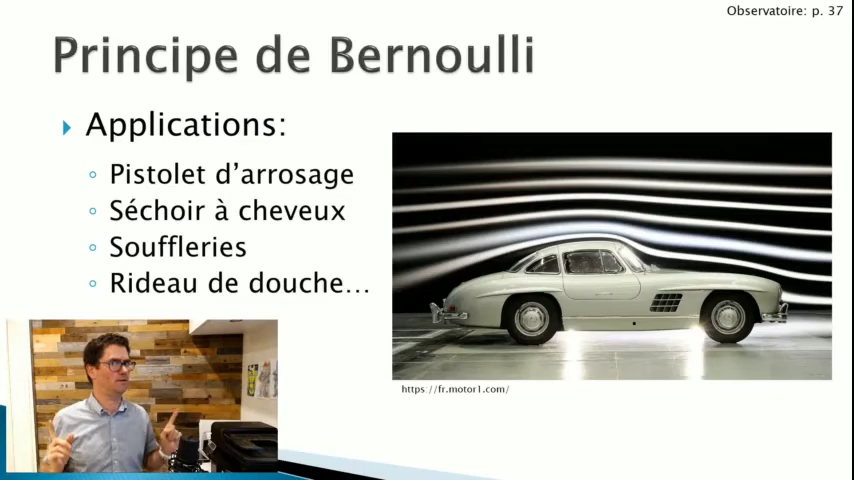 Observatoire: p. 37
Principe de Bernoulli
Applications:
Pistolet d’arrosage
Séchoir à cheveux
Souffleries
Rideau de douche…
https://fr.motor1.com/